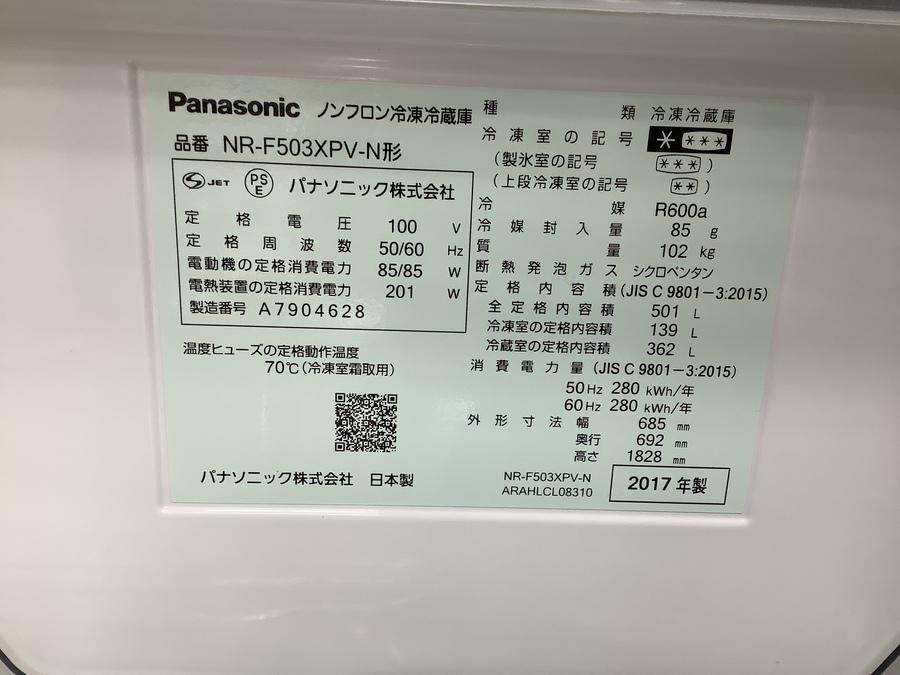 Panasonic ノンフロン冷凍冷蔵庫
品番 NR-F503XPV-N形
S JET PSE パナソニック株式会社
定格電圧 100 V
定格周波数 50/60 Hz
電動機の定格消費電力 85/85 W
電熱装置の定格消費電力 201 W
製造番号 A7904628
温度ヒューズの定格動作温度
70℃(冷凍室霜取用)
パナソニック株式会社 日本製
種類 冷凍冷蔵庫
冷凍室の記号 * ***
(製氷室の記号 ***)
(上段冷凍室の記号 **)
冷媒 R600a
冷媒封入量 85 g
質量 102 kg
断熱発泡ガス シクロペンタン
定格内容積 (JIS C 9801-3:2015)
全定格内容積 501 L
冷凍室の定格内容積 139 L
冷蔵室の定格内容積 362 L
消費電力量 (JIS C 9801-3:2015)
50Hz 280 kWh/年
60Hz 280 kWh/年
外形寸法 幅 685 mm
奥行 692 mm
高さ 1828 mm
NR-F503XPV-N
ARAHLCL08310
2017年製